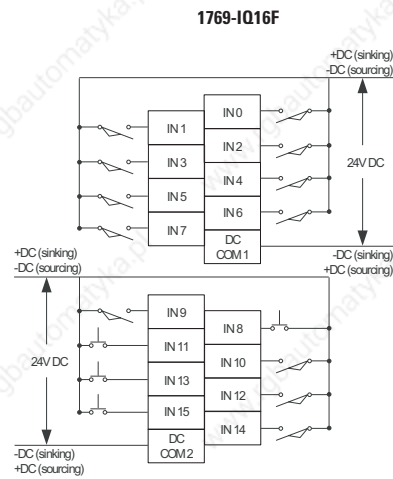 1769-IQ16F
+DC (sinking)
-DC (sourcing)
IN 0
IN 1
IN 2
IN 3
IN 4
24V DC
IN 5
IN 6
IN 7
DC
COM 1
+DC (sinking)
-DC (sourcing)
-DC (sinking)
+DC (sourcing)
IN 9
IN 8
IN 11
24V DC
IN 10
IN 13
IN 12
IN 15
IN 14
DC
COM 2
-DC (sinking)
+DC (sourcing)
www.rgbautomatyka.pl